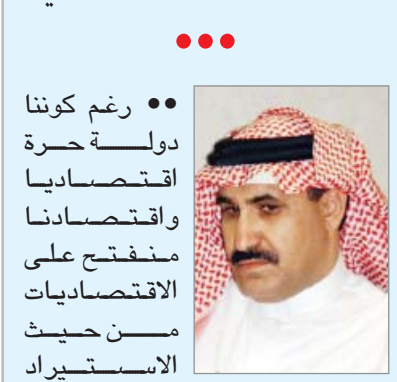 •• رغم كوننا
دولة حرة
اقتصاديا
واقتصادنا
منفتح على
الاقتصاديات
من حيث
الاستيراد